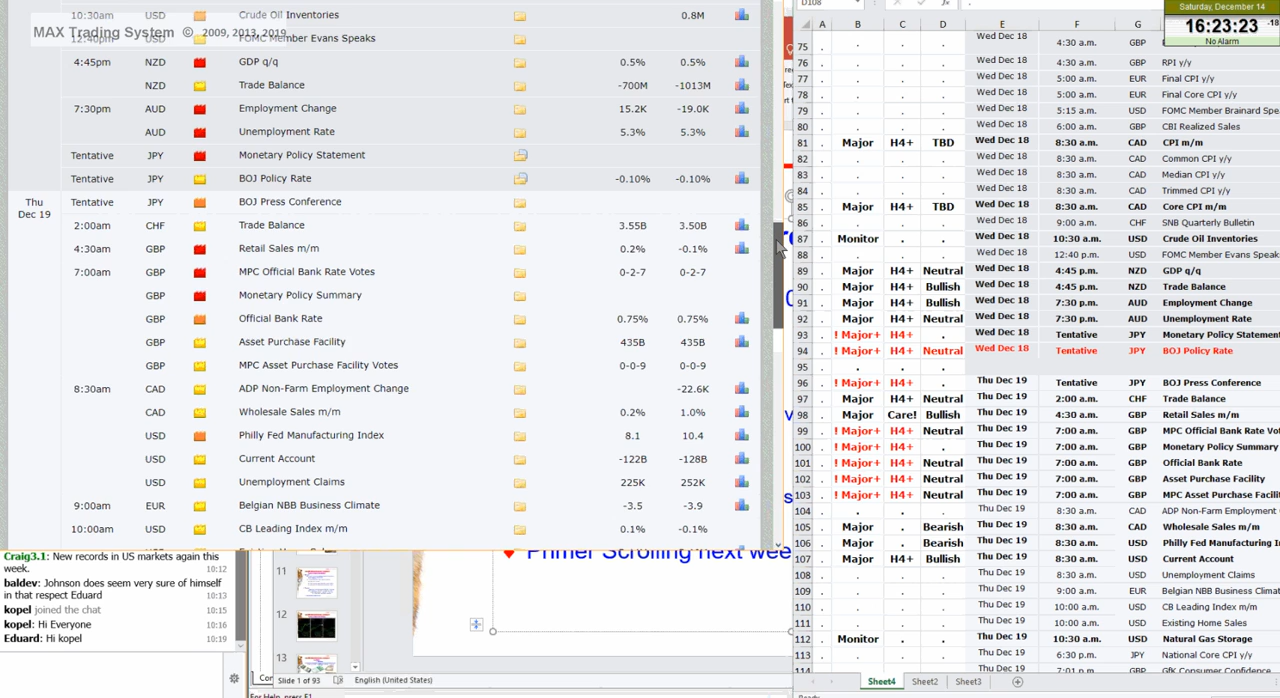 10:30am USD Crude Oil Inventories 0.8M
MAX Trading System © 2009, 2013, 2019
12:40pm USD FOMC Member Evans Speaks
4:45pm NZD GDP q/q 0.5% 0.5%
NZD Trade Balance -700M -1013M
7:30pm AUD Employment Change 15.2K -19.0K
AUD Unemployment Rate 5.3% 5.3%
Tentative JPY Monetary Policy Statement
Tentative JPY BOJ Policy Rate -0.10% -0.10%
Thu Dec 19 Tentative JPY BOJ Press Conference
2:00am CHF Trade Balance 3.55B 3.50B
4:30am GBP Retail Sales m/m 0.2% -0.1%
7:00am GBP MPC Official Bank Rate Votes 0-2-7 0-2-7
GBP Monetary Policy Summary
GBP Official Bank Rate 0.75% 0.75%
GBP Asset Purchase Facility 435B 435B
GBP MPC Asset Purchase Facility Votes 0-0-9 0-0-9
8:30am CAD ADP Non-Farm Employment Change -22.6K
CAD Wholesale Sales m/m 0.2% 1.0%
USD Philly Fed Manufacturing Index 8.1 10.4
USD Current Account -122B -128B
USD Unemployment Claims 225K 252K
9:00am EUR Belgian NBB Business Climate -3.5 -3.9
10:00am USD CB Leading Index m/m 0.1% -0.1%
Craig3.1: New records in US markets again this
week. 10:12
baldev: Johnson does seem very sure of himself
in that respect Eduard 10:13
kopel joined the chat 10:15
kopel: Hi Everyone 10:16
Eduard: Hi kopel 10:19
Primer Scrolling next wee
11
12
13
Slide 1 of 93 English (United States)
For Help, press F1
D108
Saturday, December 14
16:23:23 -18
No Alarm
A B C D E F G
75 . . . . Wed Dec 18 4:30 a.m. GBP
76 . . . . Wed Dec 18 4:30 a.m. GBP RPI y/y
77 . . . . Wed Dec 18 5:00 a.m. EUR Final CPI y/y
78 . . . . Wed Dec 18 5:00 a.m. EUR Final Core CPI y/y
79 . . . . Wed Dec 18 5:15 a.m. USD FOMC Member Brainard Spea
80 . . . . Wed Dec 18 6:00 a.m. GBP CBI Realized Sales
81 . Major H4+ TBD Wed Dec 18 8:30 a.m. CAD CPI m/m
82 . . . . Wed Dec 18 8:30 a.m. CAD Common CPI y/y
83 . . . . Wed Dec 18 8:30 a.m. CAD Median CPI y/y
84 . . . . Wed Dec 18 8:30 a.m. CAD Trimmed CPI y/y
85 . Major H4+ TBD Wed Dec 18 8:30 a.m. CAD Core CPI m/m
86 . . . . Wed Dec 18 9:00 a.m. CHF SNB Quarterly Bulletin
87 . Monitor . . Wed Dec 18 10:30 a.m. USD Crude Oil Inventories
88 . . . . Wed Dec 18 12:40 p.m. USD FOMC Member Evans Speak
89 . Major H4+ Neutral Wed Dec 18 4:45 p.m. NZD GDP q/q
90 . Major H4+ Bullish Wed Dec 18 4:45 p.m. NZD Trade Balance
91 . Major H4+ Bullish Wed Dec 18 7:30 p.m. AUD Employment Change
92 . Major H4+ Neutral Wed Dec 18 7:30 p.m. AUD Unemployment Rate
93 . ! Major+ H4+ . Wed Dec 18 Tentative JPY Monetary Policy Statement
94 . ! Major+ H4+ Neutral Wed Dec 18 Tentative JPY BOJ Policy Rate
95 . . . .
96 . ! Major+ H4+ . Thu Dec 19 Tentative JPY BOJ Press Conference
97 . Major H4+ Neutral Thu Dec 19 2:00 a.m. CHF Trade Balance
98 . Major Care! Bullish Thu Dec 19 4:30 a.m. GBP Retail Sales m/m
99 . ! Major+ H4+ Neutral Thu Dec 19 7:00 a.m. GBP MPC Official Bank Rate Vot
100 . ! Major+ H4+ . Thu Dec 19 7:00 a.m. GBP Monetary Policy Summary
101 . ! Major+ H4+ Neutral Thu Dec 19 7:00 a.m. GBP Official Bank Rate
102 . ! Major+ H4+ Neutral Thu Dec 19 7:00 a.m. GBP Asset Purchase Facility
103 . ! Major+ H4+ Neutral Thu Dec 19 7:00 a.m. GBP MPC Asset Purchase Facilit
104 . . . . Thu Dec 19 8:30 a.m. CAD ADP Non-Farm Employment
105 . Major . Bearish Thu Dec 19 8:30 a.m. CAD Wholesale Sales m/m
106 . Major . Bearish Thu Dec 19 8:30 a.m. USD Philly Fed Manufacturing In
107 . Major H4+ Bullish Thu Dec 19 8:30 a.m. USD Current Account
108 . . . . Thu Dec 19 8:30 a.m. USD Unemployment Claims
109 . . . . Thu Dec 19 9:00 a.m. EUR Belgian NBB Business Climat
110 . . . . Thu Dec 19 10:00 a.m. USD CB Leading Index m/m
111 . . . . Thu Dec 19 10:00 a.m. USD Existing Home Sales
112 . Monitor . . Thu Dec 19 10:30 a.m. USD Natural Gas Storage
113 . . . . Thu Dec 19 6:30 p.m. JPY National Core CPI y/y
114 Thu Dec 19 7:01 p.m. GBP GfK Consumer Confidence
Sheet4 Sheet2 Sheet3